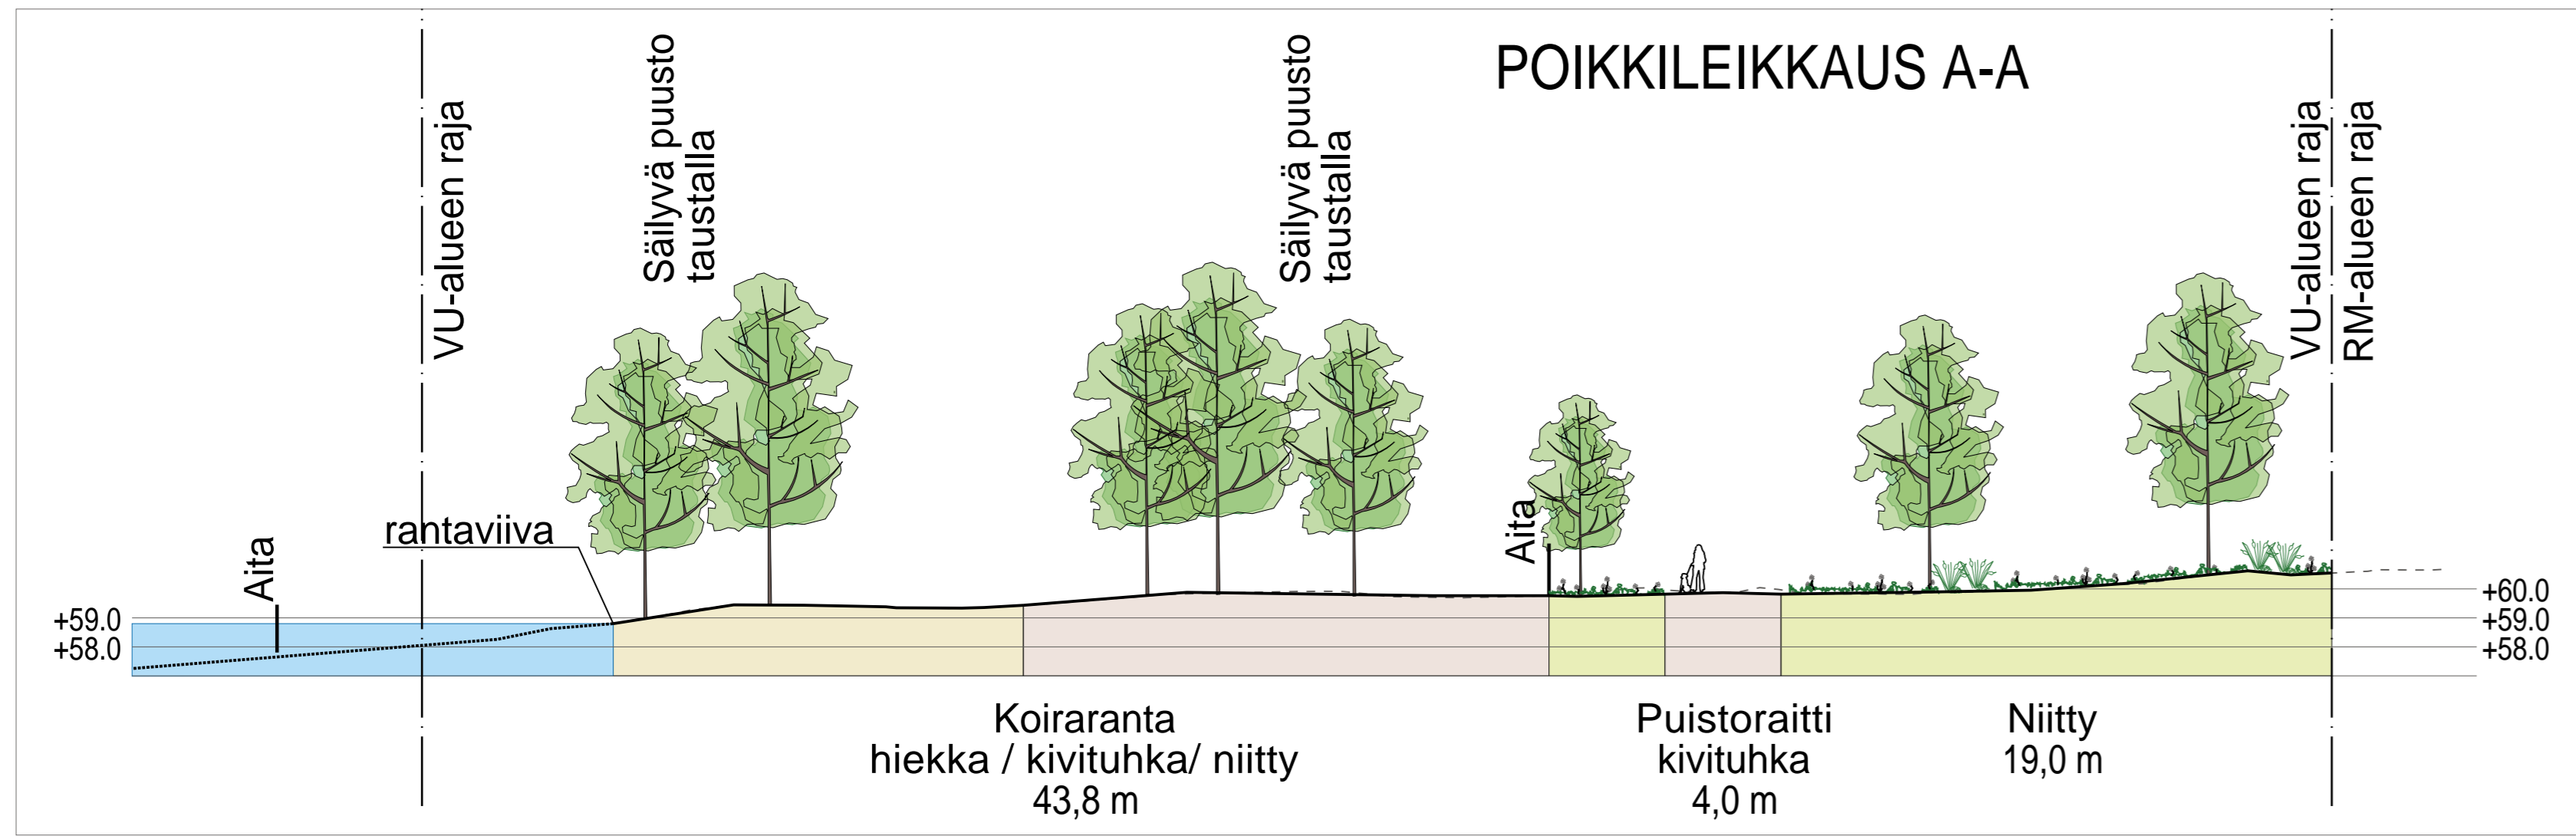 POIKKILEIKKAUS A-A
VU-alueen raja
Säilyvä puusto
taustalla
Säilyvä puusto
taustalla
VU-alueen raja
RM-alueen raja
rantaviiva
Aita
Aita
+59.0
+58.0
+60.0
+59.0
+58.0
Koiraranta
hiekka / kivituhka/ niitty
43,8 m
Puistoraitti
kivituhka
4,0 m
Niitty
19,0 m